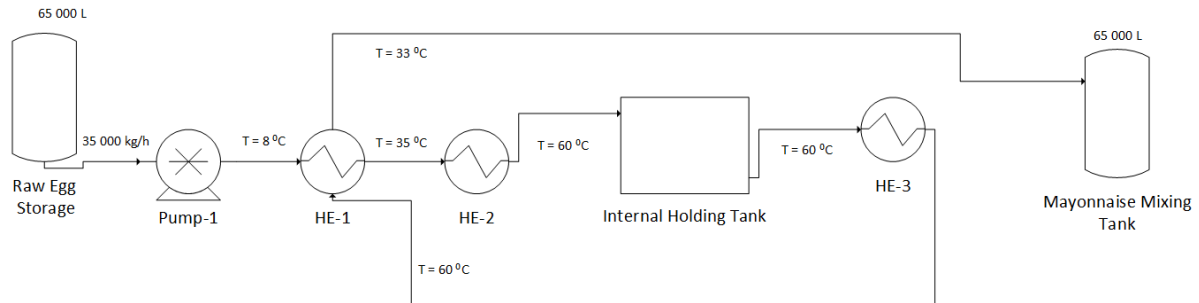 65 000 L
65 000 L
T = 33 ⁰C
35 000 kg/h
T = 8 ⁰C
T = 35 ⁰C
T = 60 ⁰C
T = 60 ⁰C
Raw Egg
Storage
Pump-1
HE-1
HE-2
Internal Holding Tank
HE-3
Mayonnaise Mixing
Tank
T = 60 ⁰C